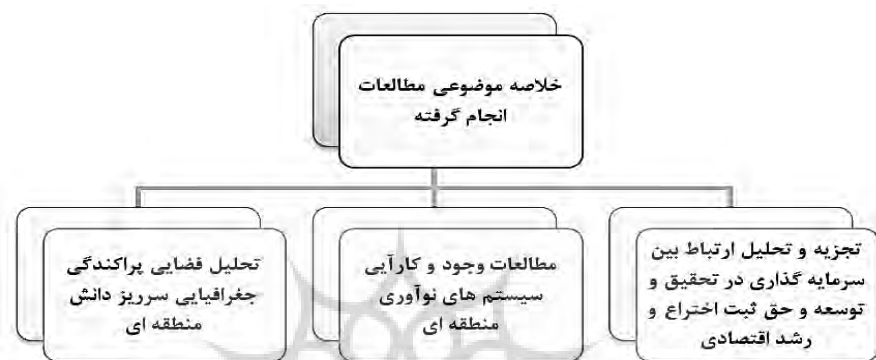 خلاصه موضوعی مطالعات
انجام گرفته
تجزیه و تحلیل ارتباط بین
سرمایه گذاری در تحقیق و
توسعه و حق ثبت اختراع و
رشد اقتصادی
مطالعات وجود و کارآیی
سیستم های نوآوری
منطقه ای
تحلیل فضایی پراکندگی
جغرافیایی سرریز دانش
منطقه ای